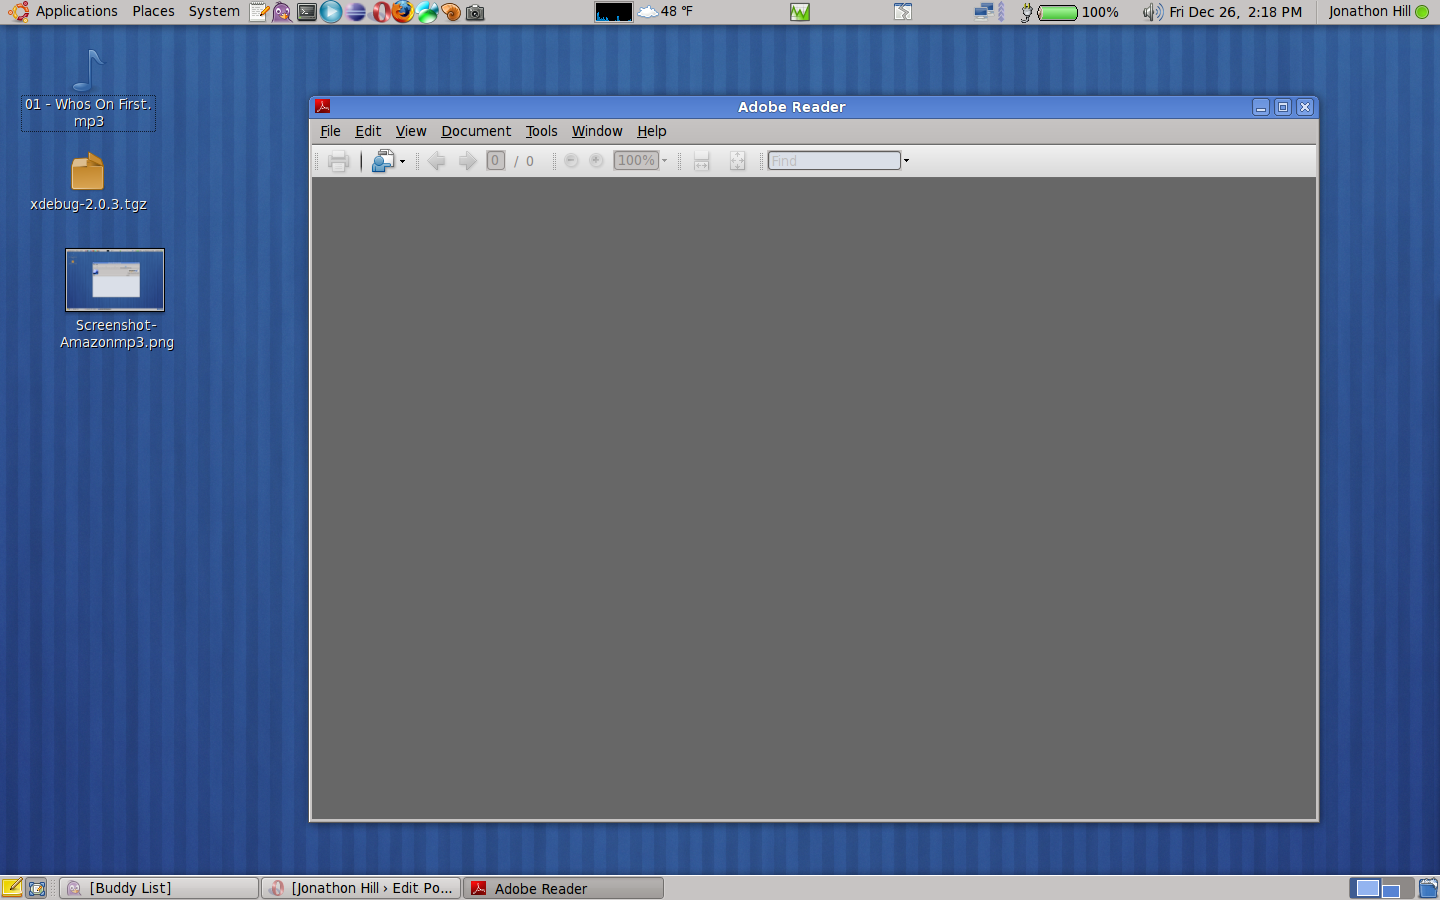 Applications Places System 48 °F 100% Fri Dec 26, 2:18 PM Jonathon Hill
01 - Whos On First.
mp3
xdebug-2.0.3.tgz
Screenshot-
Amazonmp3.png
Adobe Reader
File Edit View Document Tools Window Help
0 / 0 100% Find
[Buddy List] [Jonathon Hill › Edit Po... Adobe Reader